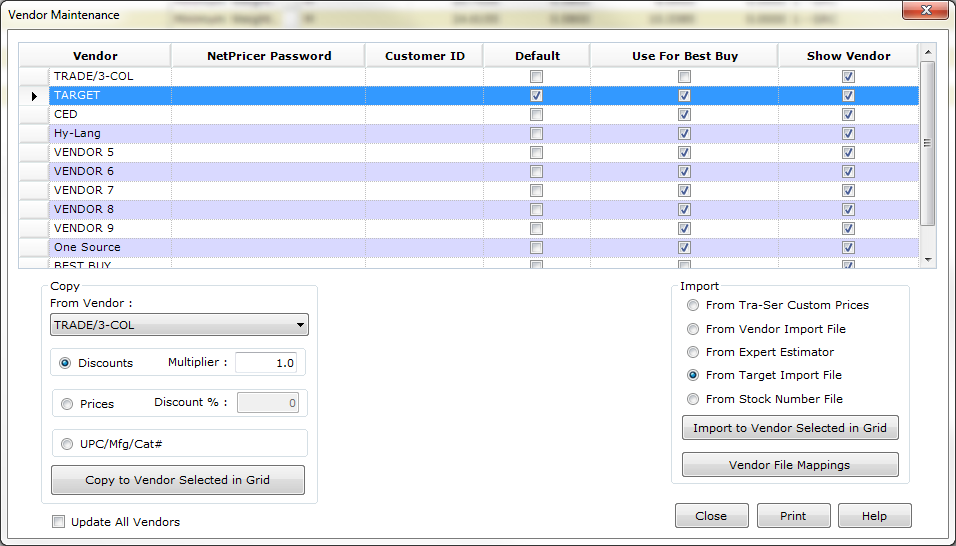 Vendor Maintenance
Vendor NetPricer Password Customer ID Default Use For Best Buy Show Vendor
TRADE/3-COL
TARGET
CED
Hy-Lang
VENDOR 5
VENDOR 6
VENDOR 7
VENDOR 8
VENDOR 9
One Source
BEST BUY
Copy
From Vendor :
TRADE/3-COL
Discounts Multiplier : 1.0
Prices Discount % : 0
UPC/Mfg/Cat#
Copy to Vendor Selected in Grid
Update All Vendors
Import
From Tra-Ser Custom Prices
From Vendor Import File
From Expert Estimator
From Target Import File
From Stock Number File
Import to Vendor Selected in Grid
Vendor File Mappings
Close Print Help